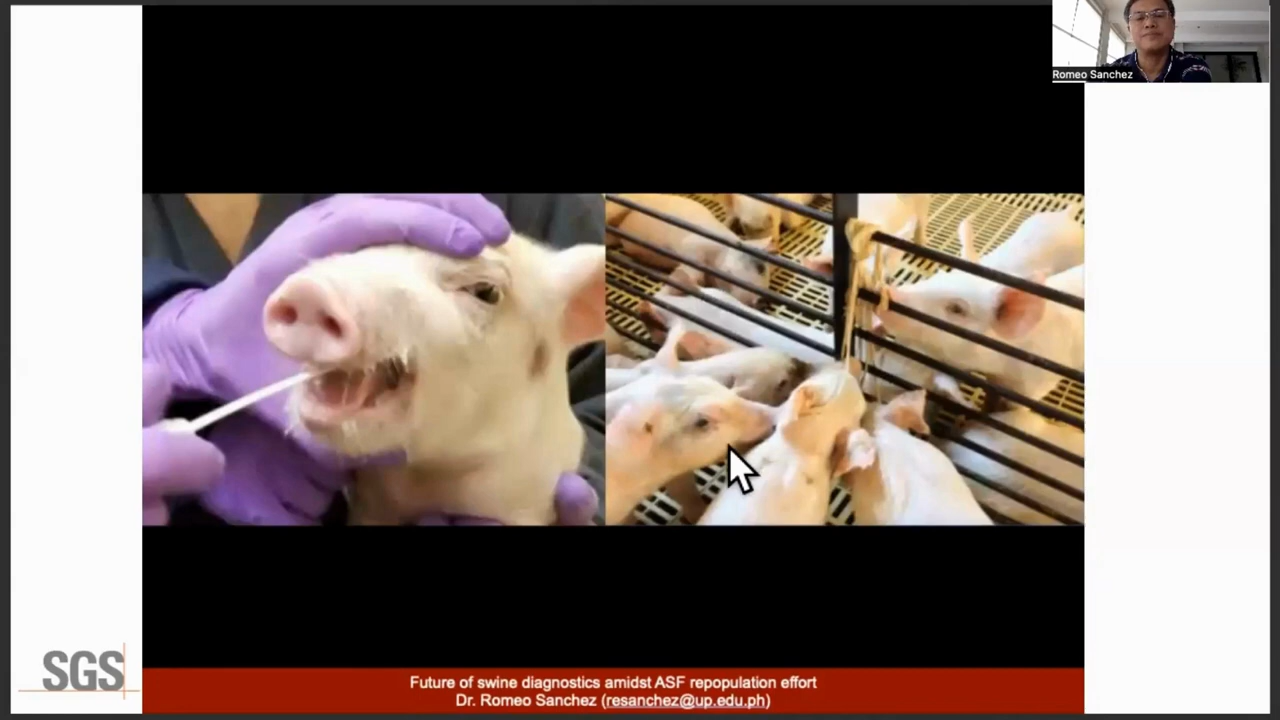 Romeo Sanchez
SGS
Future of swine diagnostics amidst ASF repopulation effort
Dr. Romeo Sanchez (resanchez@up.edu.ph)